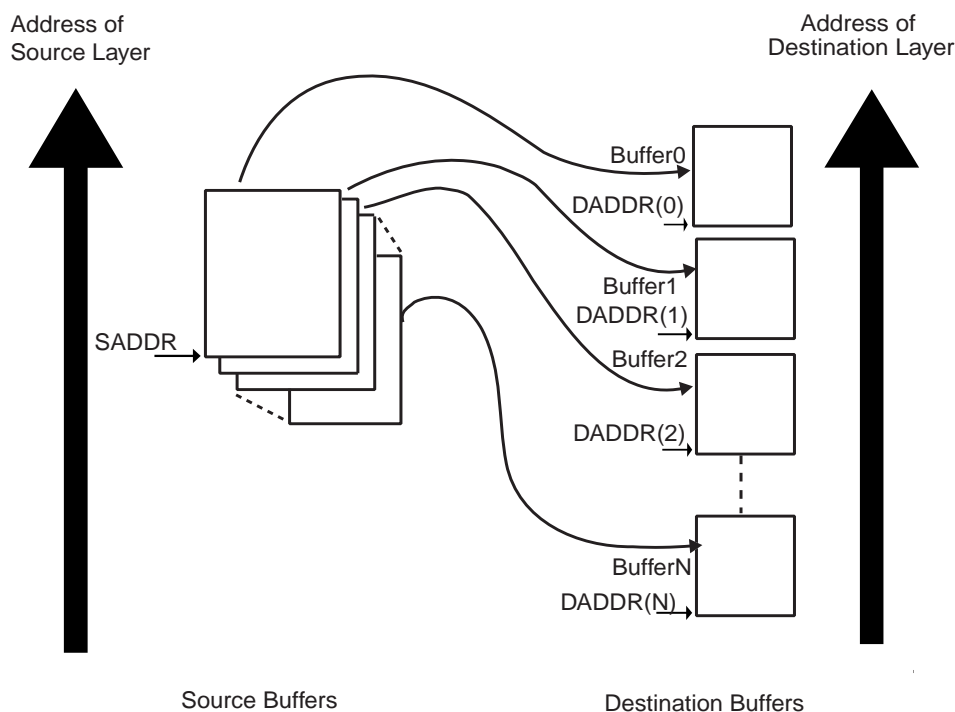 Address of
Source Layer
Address of
Destination Layer
Buffer0
DADDR(0)
Buffer1
DADDR(1)
SADDR
Buffer2
DADDR(2)
BufferN
DADDR(N)
Source Buffers
Destination Buffers